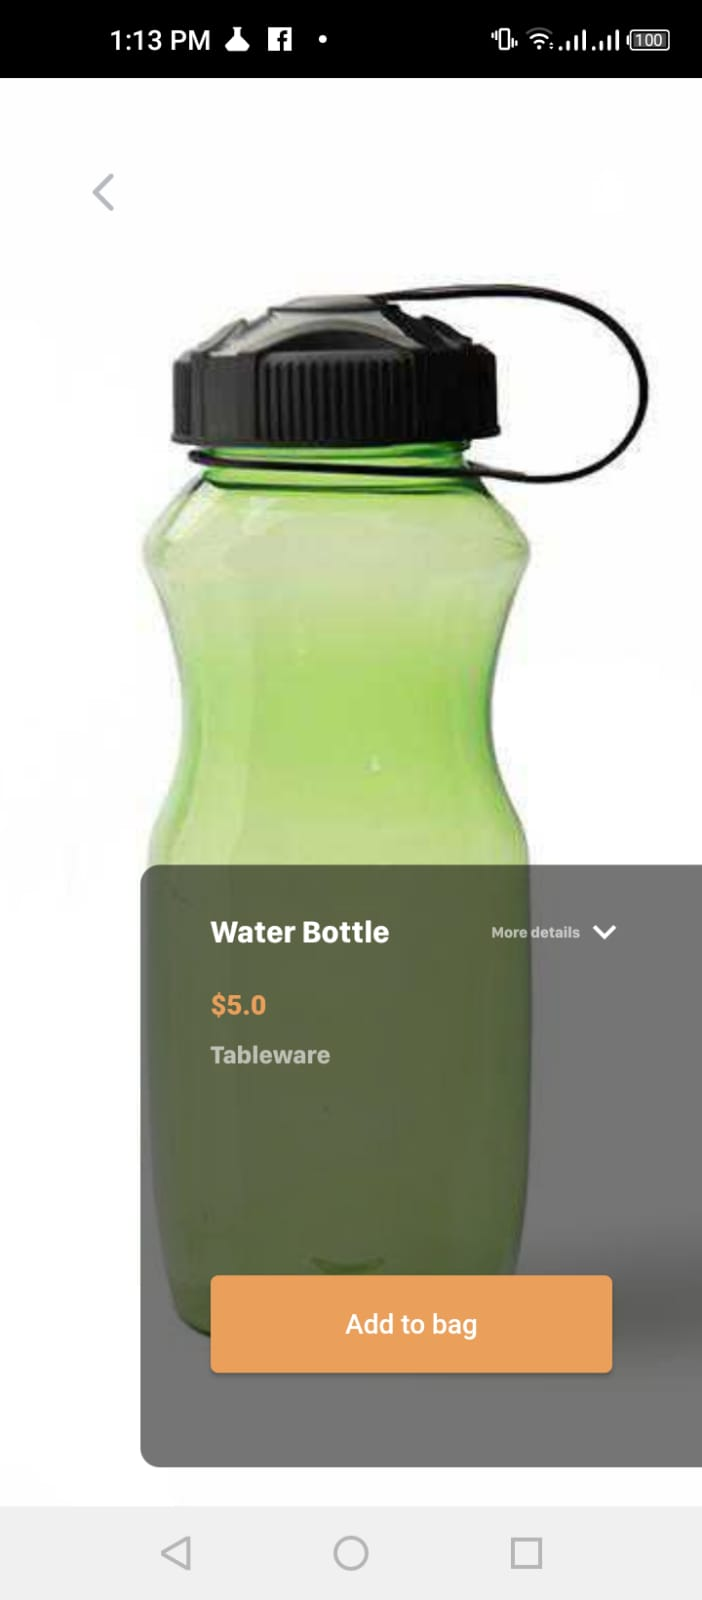 1:13 PM
100
Water Bottle
More details
$5.0
Tableware
Add to bag